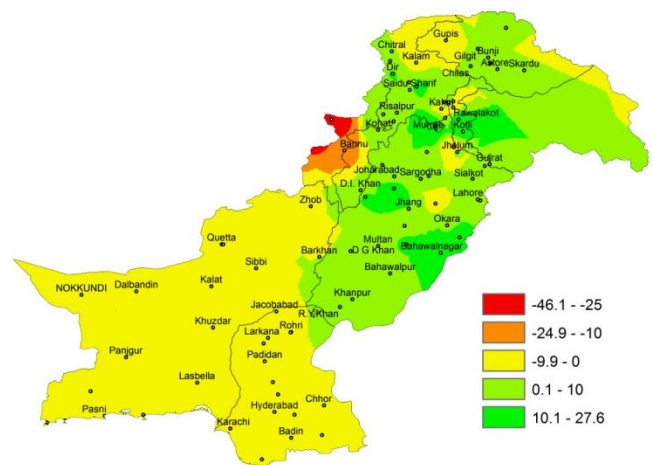 Gupis
Chitral
Kalam
Gilgit
Bunji
Dir
Astore
Chilas
Skardu
Saidu Sharif
Risalpur
Kakul
Rawalakot
Kohat
Murree
Kotli
Bannu
Jhelum
Gujrat
Joharabad
Sargodha
Sialkot
D.I. Khan
Zhob
Jhang
Lahore
Okara
Quetta
Multan
Bahawalnagar
Barkhan
D G Khan
Sibbi
Bahawalpur
NOKKUNDI
Dalbandin
Kalat
Khanpur
Jacobabad
R.Y.Khan
Khuzdar
Rohri
Larkana
Panjgur
Padidan
Lasbella
Pasni
Hyderabad
Chhor
Karachi
Badin
-46.1 - -25
-24.9 - -10
-9.9 - 0
0.1 - 10
10.1 - 27.6